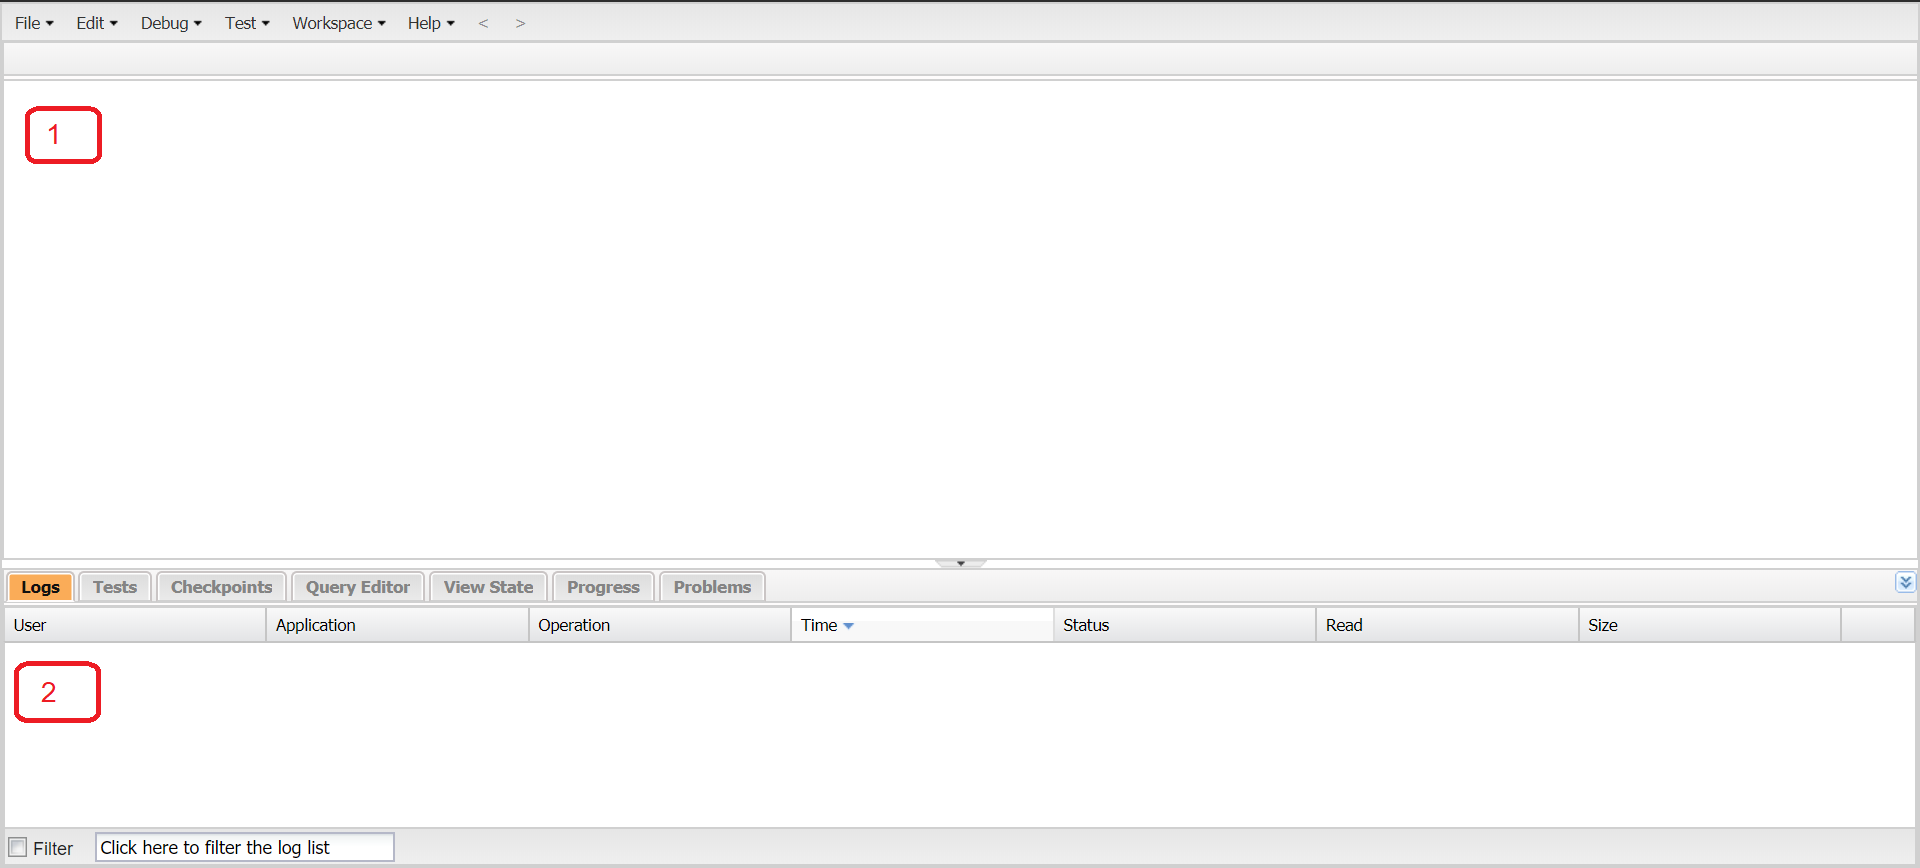 File Edit Debug Test Workspace Help < >
1
Logs Tests Checkpoints Query Editor View State Progress Problems
User Application Operation Time Status Read Size
2
Filter Click here to filter the log list